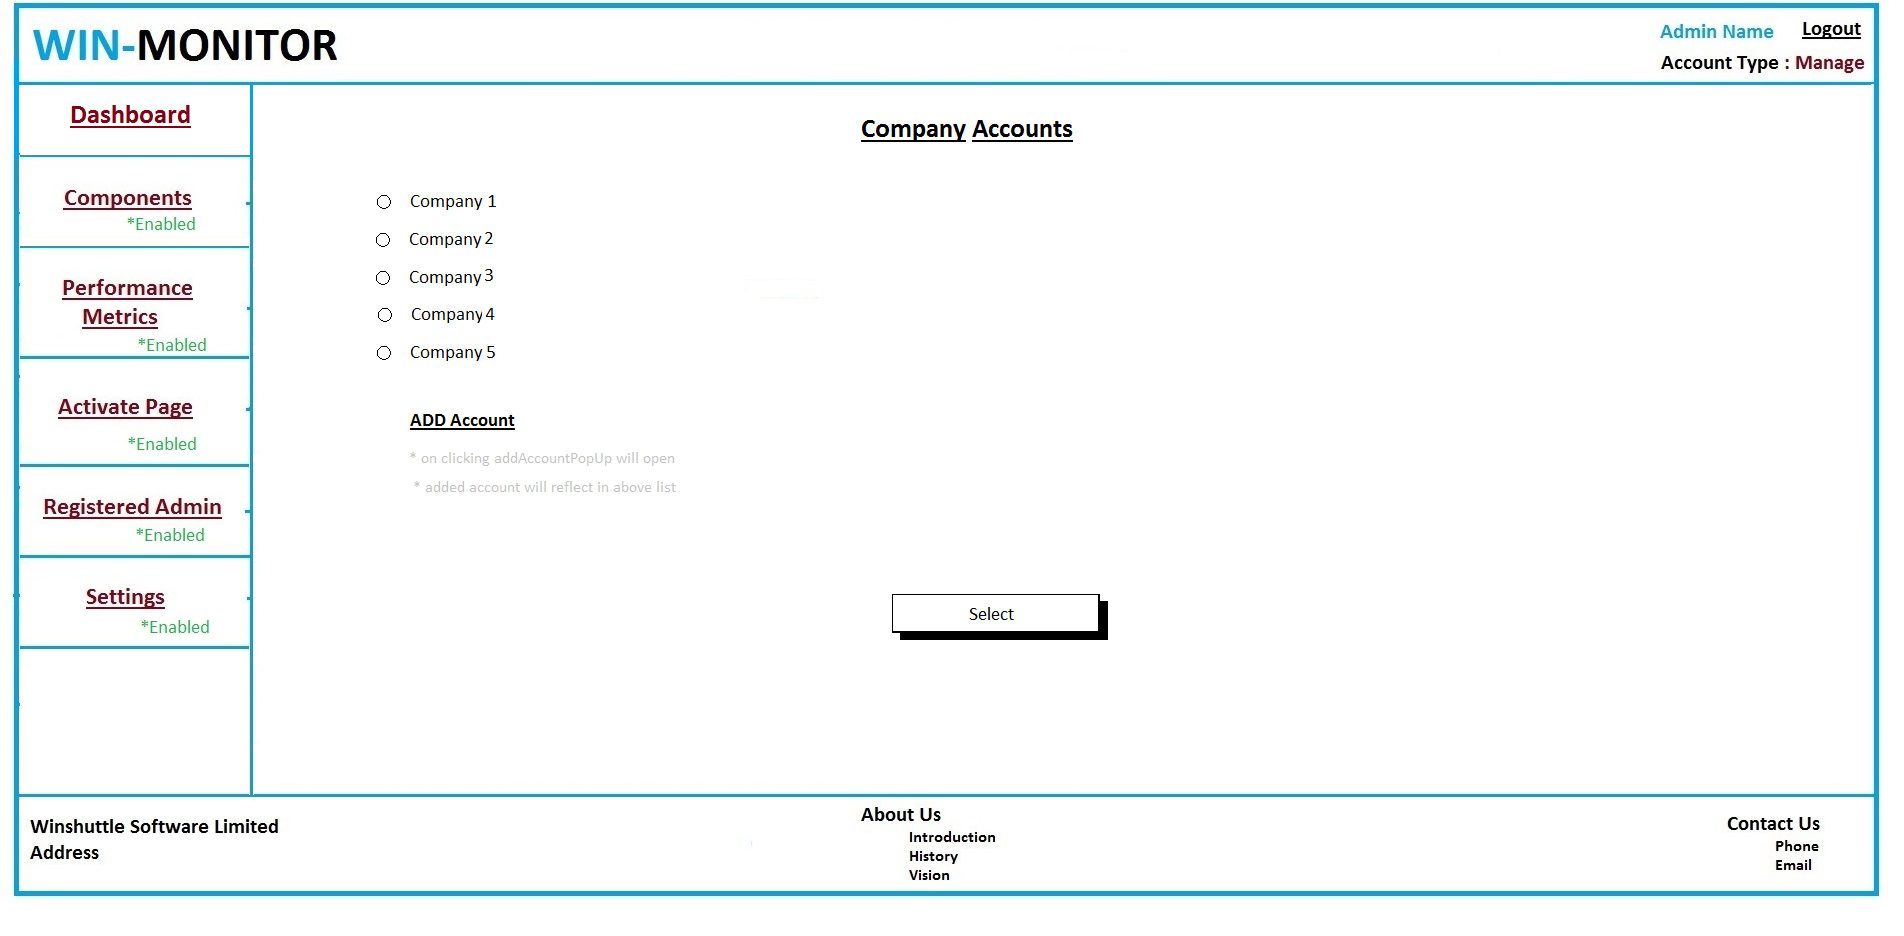 WIN-MONITOR
Admin Name Logout
Account Type : Manage
Dashboard
Components
*Enabled
Performance
Metrics
*Enabled
Activate Page
*Enabled
Registered Admin
*Enabled
Settings
*Enabled
Company Accounts
Company 1
Company 2
Company 3
Company 4
Company 5
ADD Account
* on clicking addAccountPopUp will open
* added account will reflect in above list
Select
Winshuttle Software Limited
Address
About Us
Introduction
History
Vision
Contact Us
Phone
Email